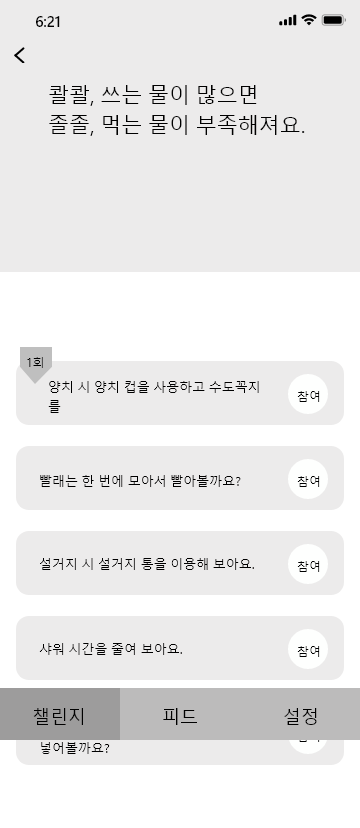 6:21
콸콸, 쓰는 물이 많으면
졸졸, 먹는 물이 부족해져요.
1회
양치 시 양치 컵을 사용하고 수도꼭지
를
참여
빨래는 한 번에 모아서 빨아볼까요?
참여
설거지 시 설거지 통을 이용해 보아요.
참여
샤워 시간을 줄여 보아요.
참여
챌린지
피드
설정
넣어볼까요?